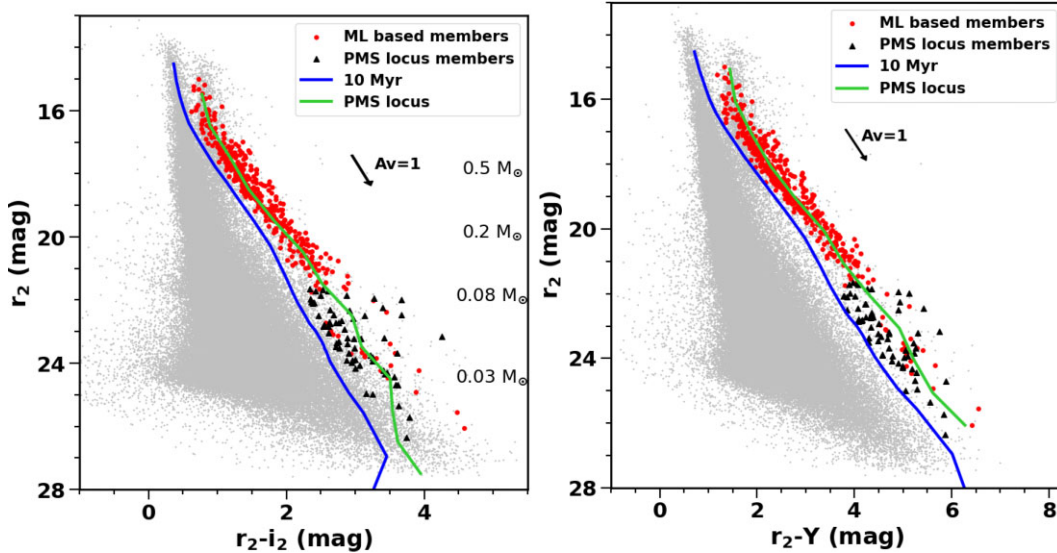 ML based members
PMS locus members
10 Myr
PMS locus
Av=1
0.5 M⊙
0.2 M⊙
0.08 M⊙
0.03 M⊙
16
20
24
28
r₂ (mag)
0 2 4
r₂-i₂ (mag)
ML based members
PMS locus members
10 Myr
PMS locus
Av=1
16
20
24
28
r₂ (mag)
0 2 4 6 8
r₂-Y (mag)